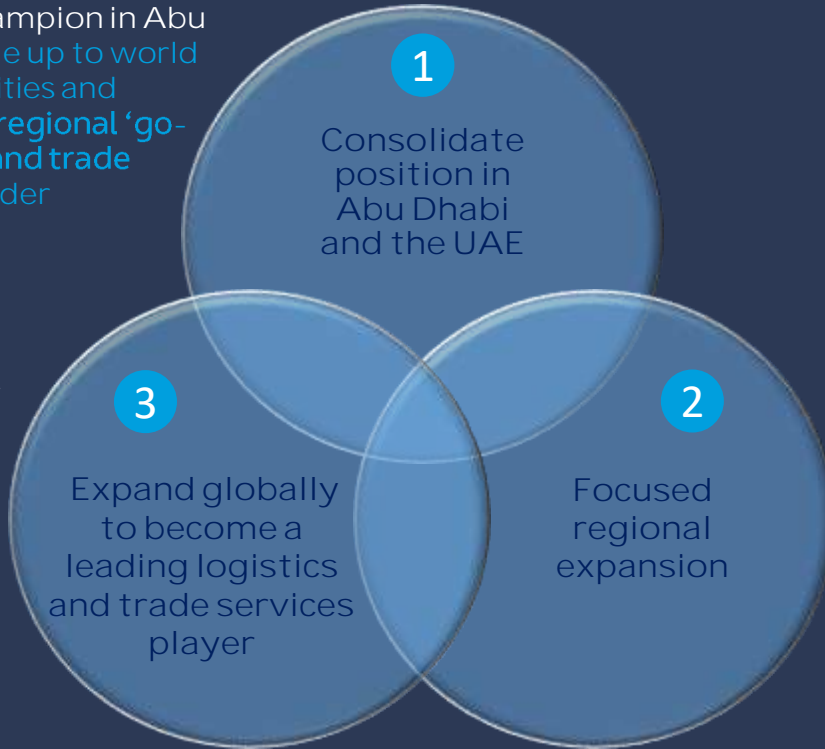 ampion in Abu
e up to world
ities and
regional ‘go-
and trade
der
1
Consolidate
position in
Abu Dhabi
and the UAE
3
Expand globally
to become a
leading logistics
and trade services
player
2
Focused
regional
expansion